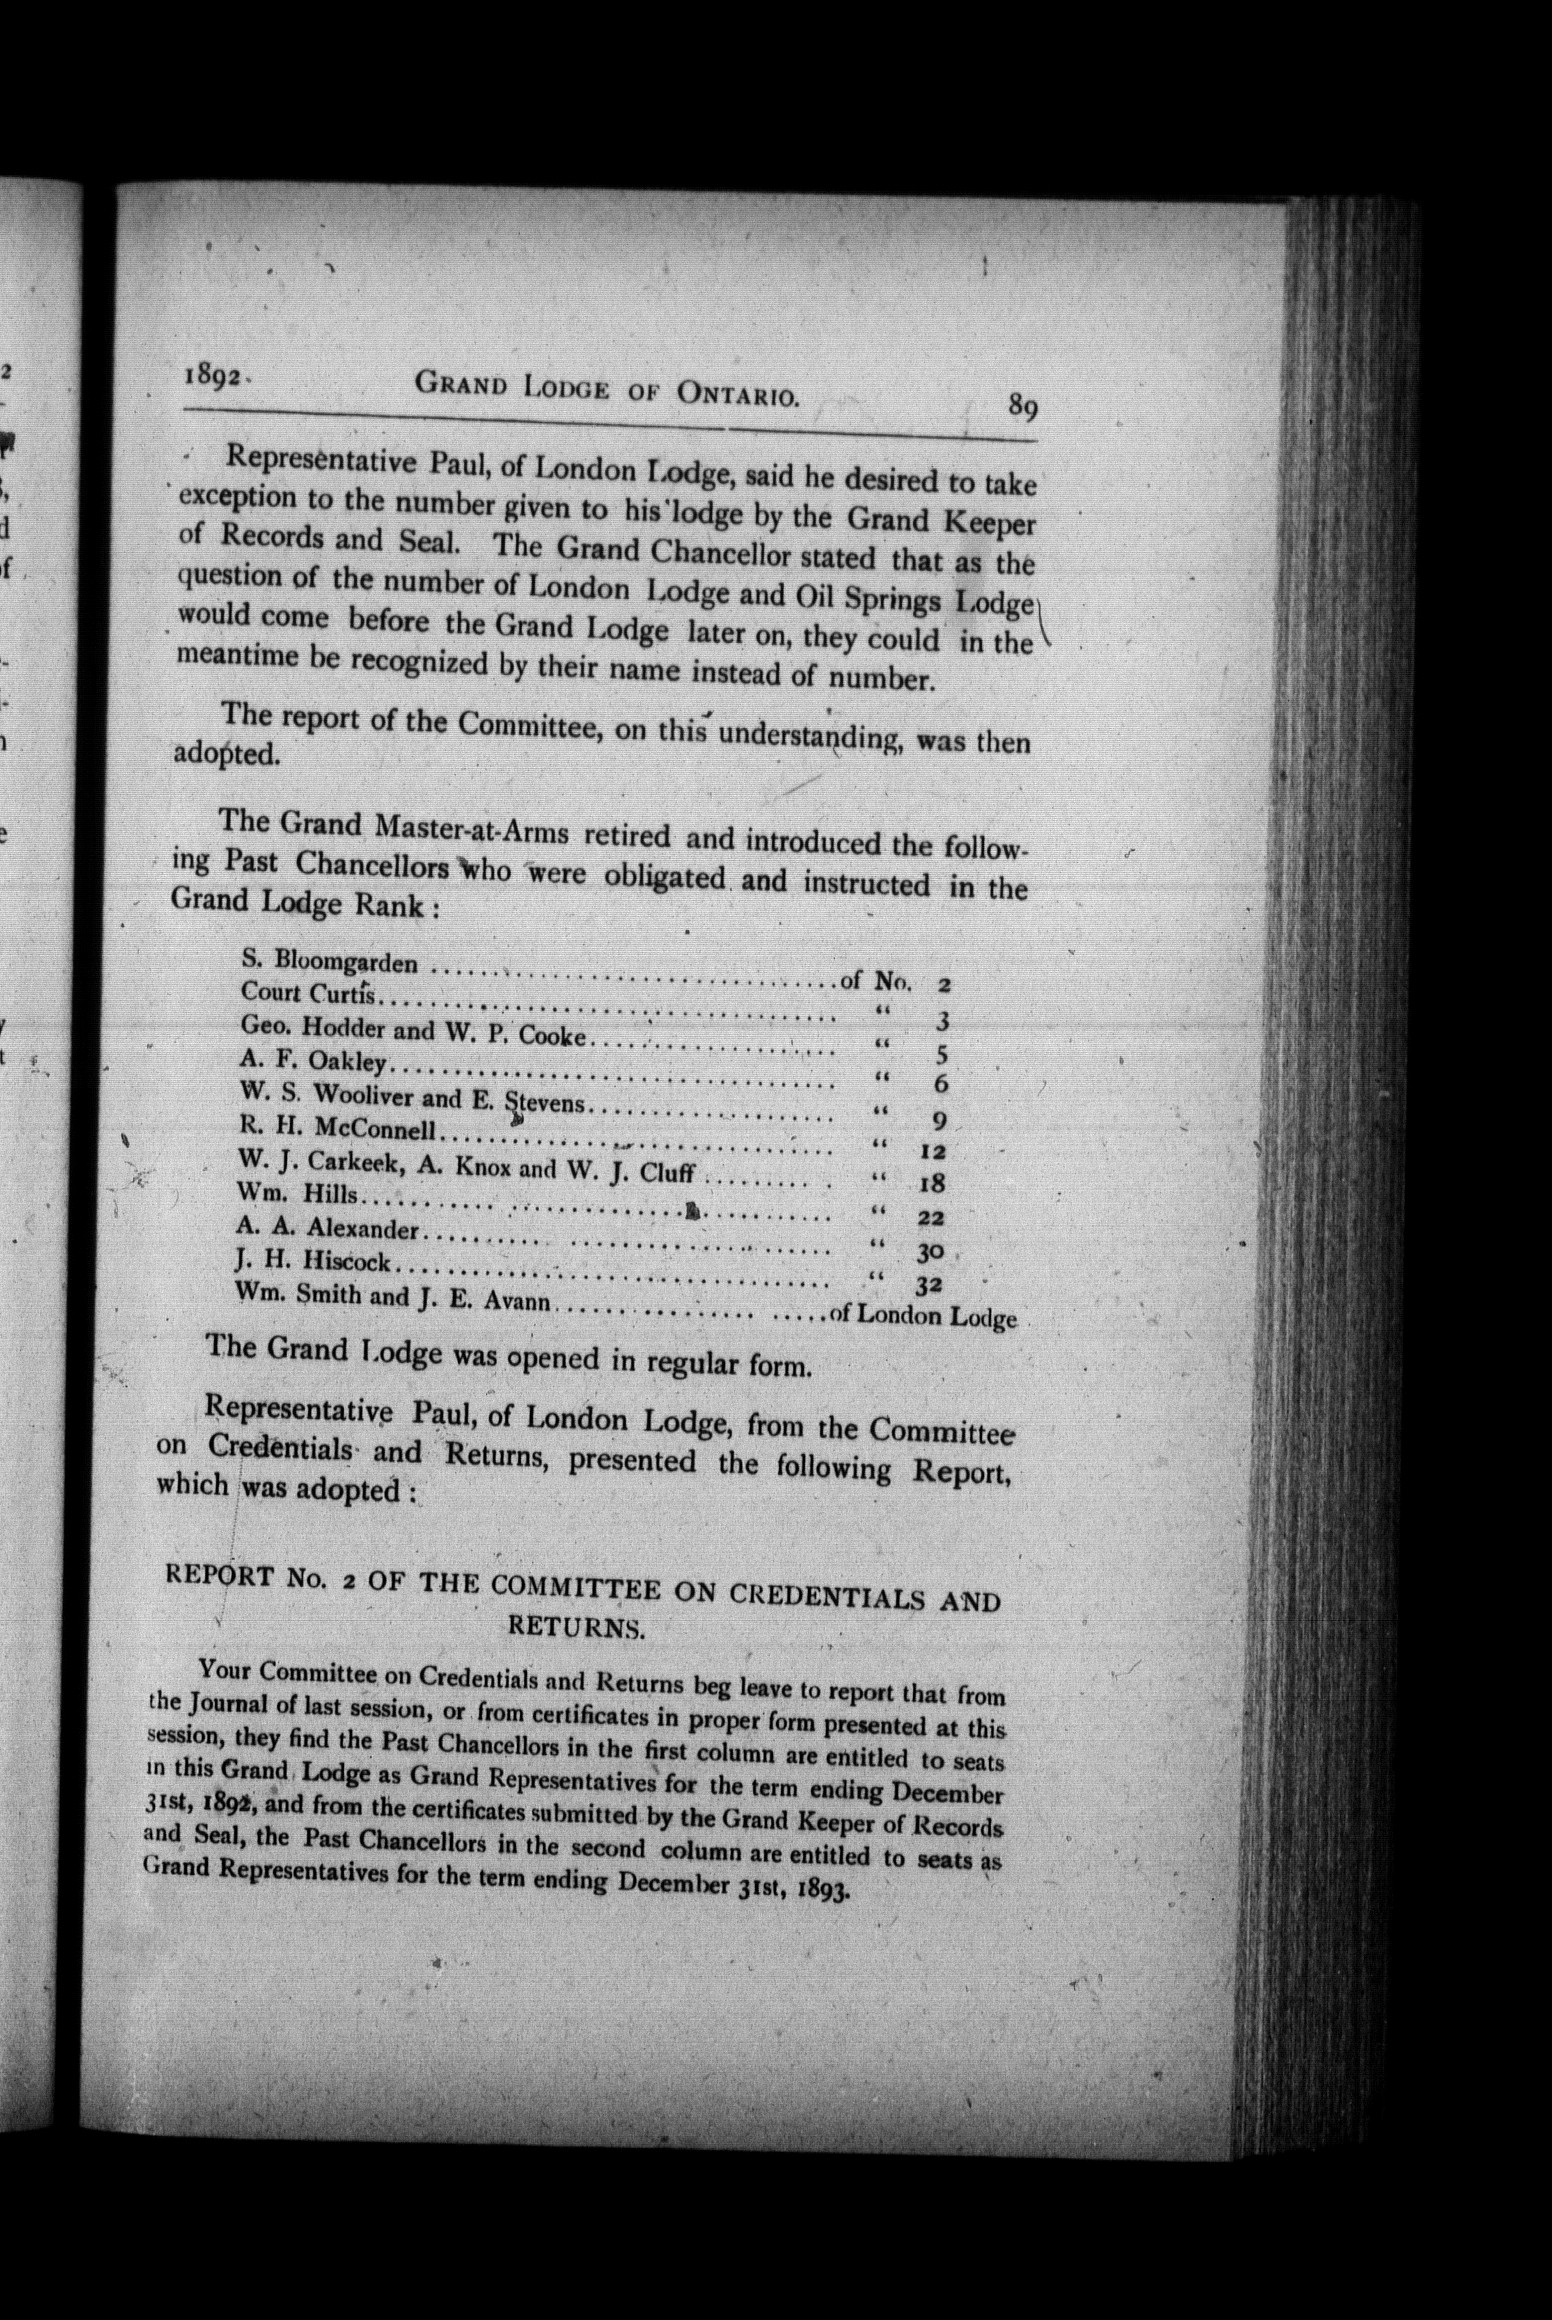 1892. GRAND LODGE OF ONTARIO. 89
Representative Paul, of London Lodge, said he desired to take
exception to the number given to his lodge by the Grand Keeper
of Records and Seal. The Grand Chancellor stated that as the
question of the number of London Lodge and Oil Springs Lodge
would come before the Grand Lodge later on, they could in the
meantime be recognized by their name instead of number.
The report of the Committee, on this understanding, was then
adopted.
The Grand Master-at-Arms retired and introduced the follow-
ing Past Chancellors who were obligated and instructed in the
Grand Lodge Rank :
S. Bloomgarden ........................................of No. 2
Court Curtis........................................ “ 3
Geo. Hodder and W. P. Cooke...................... “ 5
A. F. Oakley........................................ “ 6
W. S. Wooliver and E. Stevens...................... “ 9
R. H. McConnell.................................... “ 12
W. J. Carkeek, A. Knox and W. J. Cluff .......... “ 18
Wm. Hills.......................................... “ 22
A. A. Alexander.................................... “ 30
J. H. Hiscock...................................... “ 32
Wm. Smith and J. E. Avann.......................of London Lodge
The Grand Lodge was opened in regular form.
Representative Paul, of London Lodge, from the Committee
on Credentials and Returns, presented the following Report,
which was adopted :
REPORT No. 2 OF THE COMMITTEE ON CREDENTIALS AND
RETURNS.
Your Committee on Credentials and Returns beg leave to report that from
the Journal of last session, or from certificates in proper form presented at this
session, they find the Past Chancellors in the first column are entitled to seats
in this Grand Lodge as Grand Representatives for the term ending December
31st, 1892, and from the certificates submitted by the Grand Keeper of Records
and Seal, the Past Chancellors in the second column are entitled to seats as
Grand Representatives for the term ending December 31st, 1893.